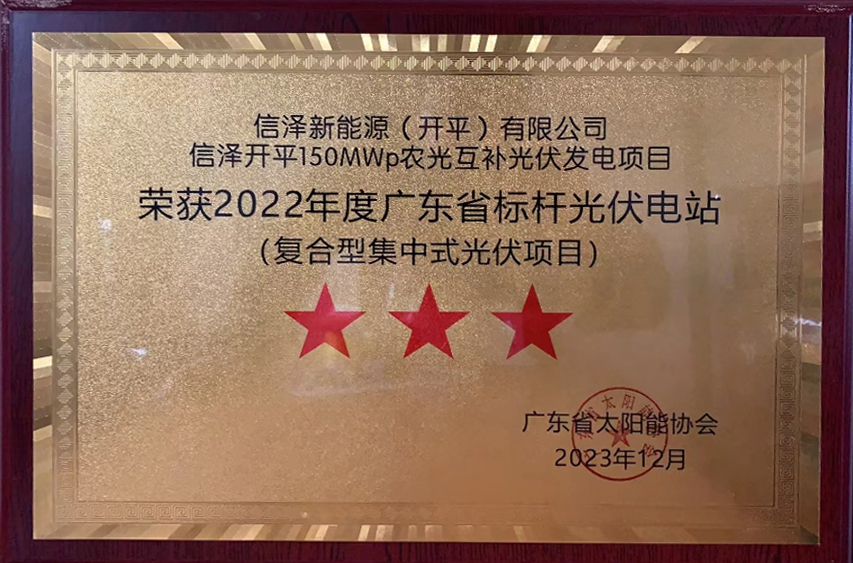 信泽新能源（开平）有限公司
信泽开平150MWp农光互补光伏发电项目
荣获2022年度广东省标杆光伏电站
（复合型集中式光伏项目）
广东省太阳能协会
2023年12月